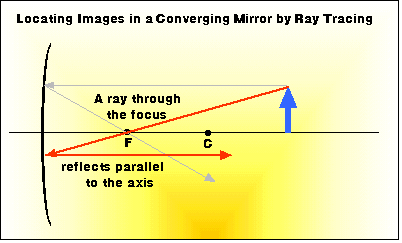 Locating Images in a Converging Mirror by Ray Tracing
A ray through
the focus
F
C
reflects parallel
to the axis